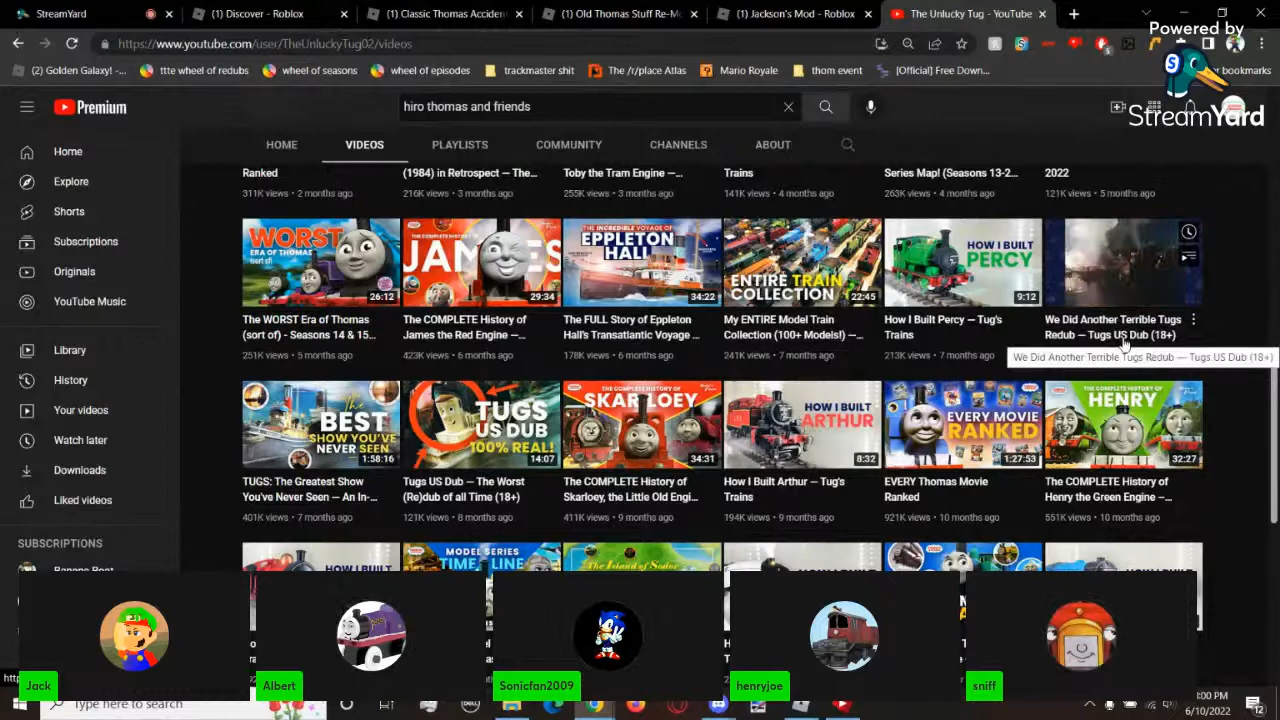 StreamYard
(1) Discover - Roblox
(1) Classic Thomas Acciden
(1) Old Thomas Stuff Re-M
(1) Jackson's Mod - Roblox
The Unlucky Tug - YouTube
Powered by
StreamYard
https://www.youtube.com/user/TheUnluckyTug02/videos
(2) Golden Galaxy! -...
ttte wheel of redubs
wheel of seasons
wheel of episodes
trackmaster shit
The /r/place Atlas
Mario Royale
thom event
[Official] Free Down...
bookmarks
Premium
hiro thomas and friends
HOME
VIDEOS
PLAYLISTS
COMMUNITY
CHANNELS
ABOUT
Home
Explore
Shorts
Subscriptions
Originals
YouTube Music
Library
History
Your videos
Watch later
Downloads
Liked videos
SUBSCRIPTIONS
Ranked
311K views • 2 months ago
(1984) in Retrospect — The...
216K views • 3 months ago
Toby the Tram Engine —...
255K views • 3 months ago
Trains
141K views • 4 months ago
Series Map! (Seasons 13-2...
263K views • 4 months ago
2022
121K views • 5 months ago
WORST
ERA OF THOMAS
(sort of)
26:12
THE COMPLETE HISTORY OF
JAMES
29:34
THE INCREDIBLE VOYAGE OF
EPPLETON
HALL
34:22
MY
ENTIRE TRAIN
COLLECTION
22:45
HOW I BUILT
PERCY
9:12
The WORST Era of Thomas
(sort of) - Seasons 14 & 15...
251K views • 5 months ago
The COMPLETE History of
James the Red Engine —...
423K views • 6 months ago
The FULL Story of Eppleton
Hall's Transatlantic Voyage ...
178K views • 6 months ago
My ENTIRE Model Train
Collection (100+ Models!) —...
241K views • 7 months ago
How I Built Percy — Tug's
Trains
213K views • 7 months ago
We Did Another Terrible Tugs
Redub — Tugs US Dub (18+)
We Did Another Terrible Tugs Redub — Tugs US Dub (18+)
The
BEST
SHOW YOU'VE
NEVER SEEN
1:58:16
TUGS
US DUB
100% REAL!
14:07
THE COMPLETE HISTORY OF
SKARLOEY
34:31
HOW I BUILT
ARTHUR
8:32
EVERY MOVIE
RANKED
1:27:53
THE COMPLETE HISTORY OF
HENRY
32:27
TUGS: The Greatest Show
You've Never Seen — An In-...
401K views • 7 months ago
Tugs US Dub — The Worst
(Re)dub of all Time (18+)
121K views • 8 months ago
The COMPLETE History of
Skarloey, the Little Old Engi...
411K views • 9 months ago
How I Built Arthur — Tug's
Trains
194K views • 9 months ago
EVERY Thomas Movie
Ranked
921K views • 10 months ago
The COMPLETE History of
Henry the Green Engine —...
551K views • 10 months ago
MODEL SERIES
The Island of Sodor
Jack
Albert
Sonicfan2009
henryjoe
sniff
Type here to search
:00 PM
6/10/2022